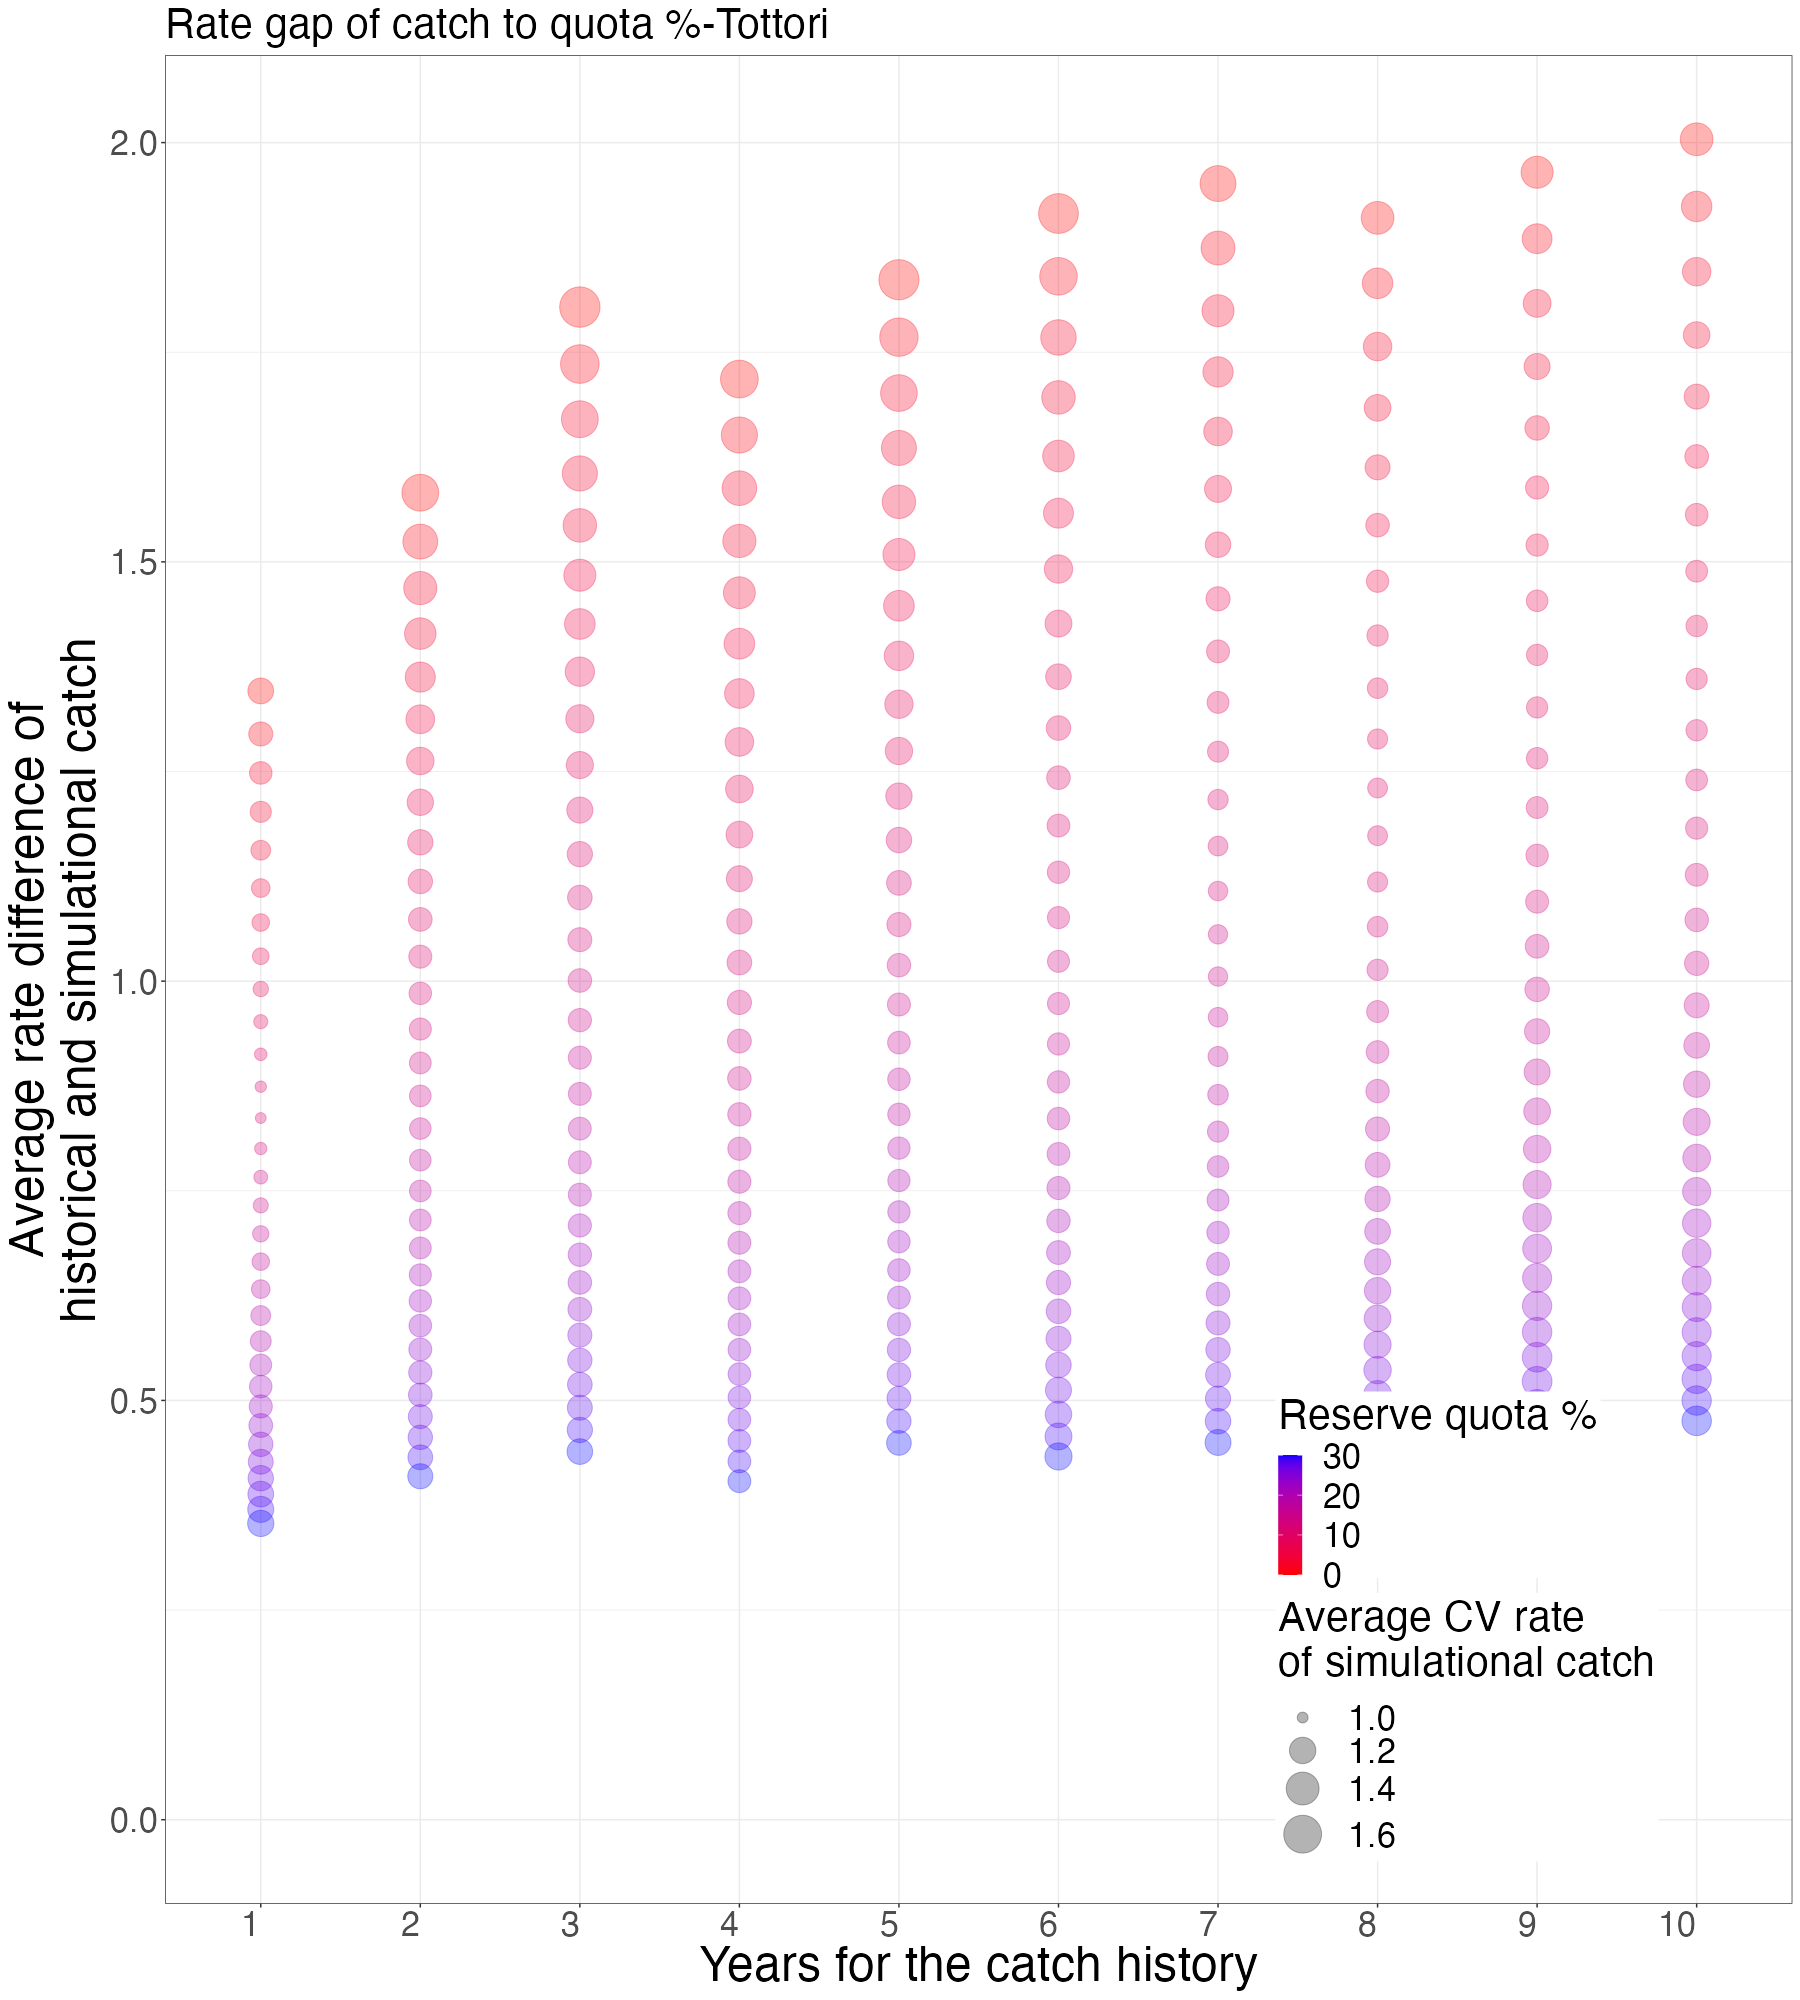 Rate gap of catch to quota %-Tottori
Average rate difference of
historical and simulational catch
2.0
1.5
1.0
0.5
0.0
Reserve quota %
30
20
10
0
Average CV rate
of simulational catch
1.0
1.2
1.4
1.6
1 2 3 4 5 6 7 8 9 10
Years for the catch history